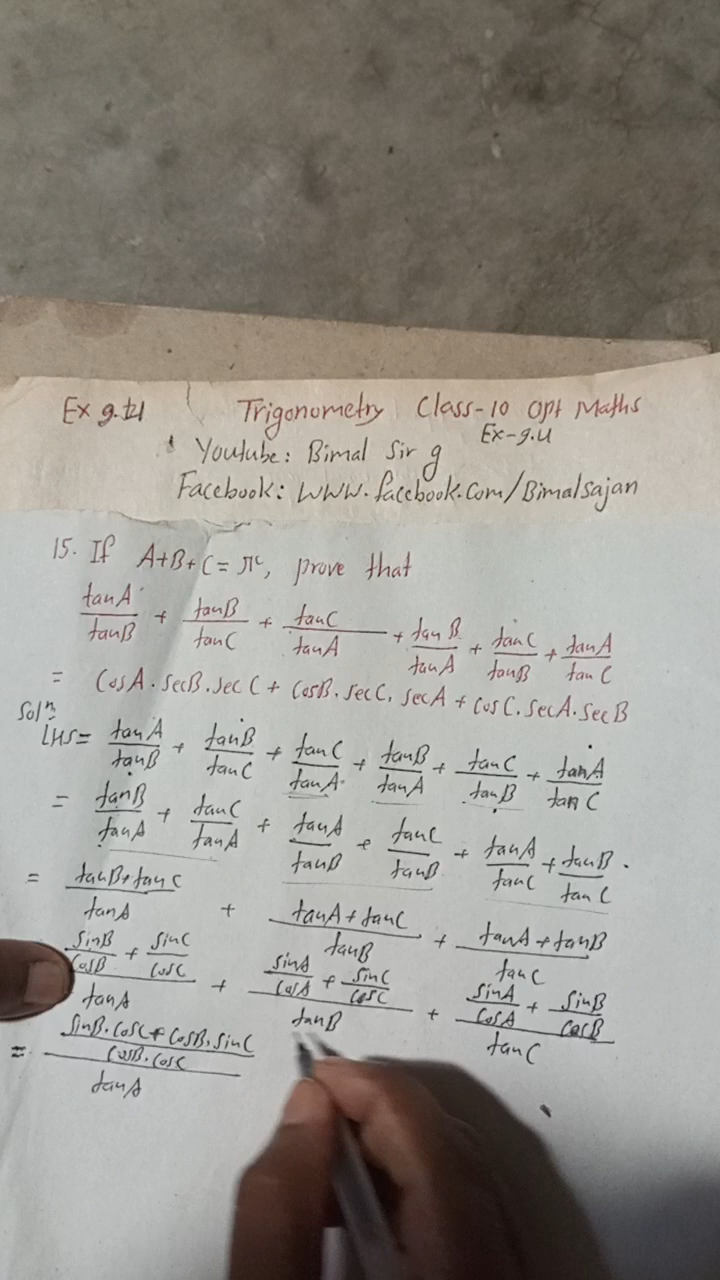 Ex 9.4 Trigonometry Class-10 Opt Maths
Ex-9.4
Youtube: Bimal Sir g
Facebook: WWW.facebook.com/Bimalsajan
15. If A+B+C = πᶜ, prove that
tanA/tanB + tanB/tanC + tanC/tanA + tanB/tanA + tanC/tanB + tanA/tanC
= CosA.secB.secC + CosB.secC.secA + CosC.secA.secB
Solⁿ
LHS = tanA/tanB + tanB/tanC + tanC/tanA + tanB/tanA + tanC/tanB + tanA/tanC
= tanB/tanA + tanC/tanA + tanA/tanB + tanC/tanB + tanA/tanC + tanB/tanC
= (tanB+tanC)/tanA + (tanA+tanC)/tanB + (tanA+tanB)/tanC
(sinB/cosB + sinC/cosC)/tanA + (sinA/cosA + sinC/cosC)/tanB + (sinA/cosA + sinB/cosB)/tanC
= ((sinB.cosC+cosB.sinC)/(cosB.cosC))/tanA